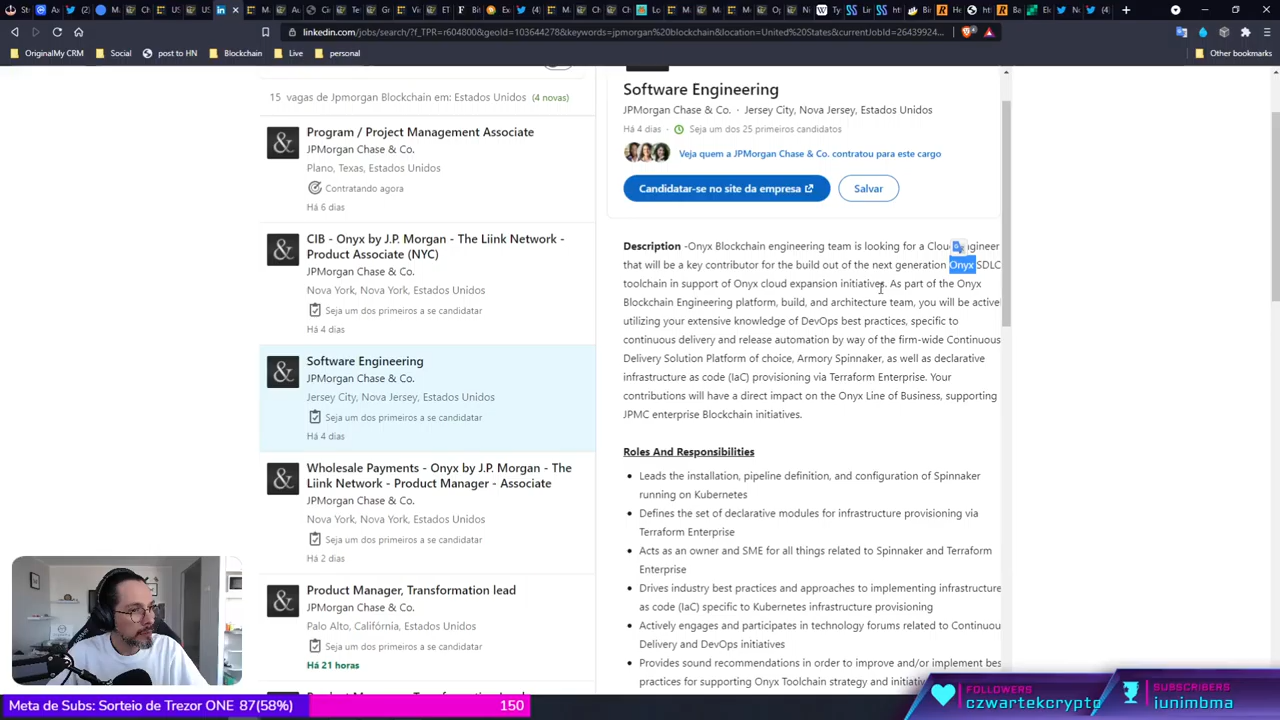 linkedin.com/jobs/search/?f_TPR=r604800&geoId=103644278&keywords=jpmorgan%20blockchain&location=United%20States&currentJobId=26439924...
OriginalMy CRM
Social
post to HN
Blockchain
Live
personal
Other bookmarks
15 vagas de Jpmorgan Blockchain em: Estados Unidos (4 novas)
Program / Project Management Associate
JPMorgan Chase & Co.
Plano, Texas, Estados Unidos
Contratando agora
Há 6 dias
CIB - Onyx by J.P. Morgan - The Liink Network -
Product Associate (NYC)
JPMorgan Chase & Co.
Nova York, Nova York, Estados Unidos
Seja um dos primeiros a se candidatar
Há 4 dias
Software Engineering
JPMorgan Chase & Co.
Jersey City, Nova Jersey, Estados Unidos
Seja um dos primeiros a se candidatar
Há 4 dias
Wholesale Payments - Onyx by J.P. Morgan - The
Liink Network - Product Manager - Associate
JPMorgan Chase & Co.
Nova York, Nova York, Estados Unidos
Seja um dos primeiros a se candidatar
Há 2 dias
Product Manager, Transformation lead
JPMorgan Chase & Co.
Palo Alto, Califórnia, Estados Unidos
Seja um dos primeiros a se candidatar
Há 21 horas
Software Engineering
JPMorgan Chase & Co. · Jersey City, Nova Jersey, Estados Unidos
Há 4 dias · Seja um dos 25 primeiros candidatos
Veja quem a JPMorgan Chase & Co. contratou para este cargo
Candidatar-se no site da empresa
Salvar
Description -Onyx Blockchain engineering team is looking for a Clou gineer
that will be a key contributor for the build out of the next generation Onyx SDLC
toolchain in support of Onyx cloud expansion initiatives. As part of the Onyx
Blockchain Engineering platform, build, and architecture team, you will be active
utilizing your extensive knowledge of DevOps best practices, specific to
continuous delivery and release automation by way of the firm-wide Continuous
Delivery Solution Platform of choice, Armory Spinnaker, as well as declarative
infrastructure as code (IaC) provisioning via Terraform Enterprise. Your
contributions will have a direct impact on the Onyx Line of Business, supporting
JPMC enterprise Blockchain initiatives.
Roles And Responsibilities
Leads the installation, pipeline definition, and configuration of Spinnaker
running on Kubernetes
Defines the set of declarative modules for infrastructure provisioning via
Terraform Enterprise
Acts as an owner and SME for all things related to Spinnaker and Terraform
Enterprise
Drives industry best practices and approaches to implementing infrastructure
as code (IaC) specific to Kubernetes infrastructure provisioning
Actively engages and participates in technology forums related to Continuou
Delivery and DevOps initiatives
Provides sound recommendations in order to improve and/or implement bes
practices for supporting Onyx Toolchain strategy and initiati
Meta de Subs: Sorteio de Trezor ONE 87(58%)
150
FOLLOWERS
czwartekcrypto
SUBSCRIBERS
junimbma